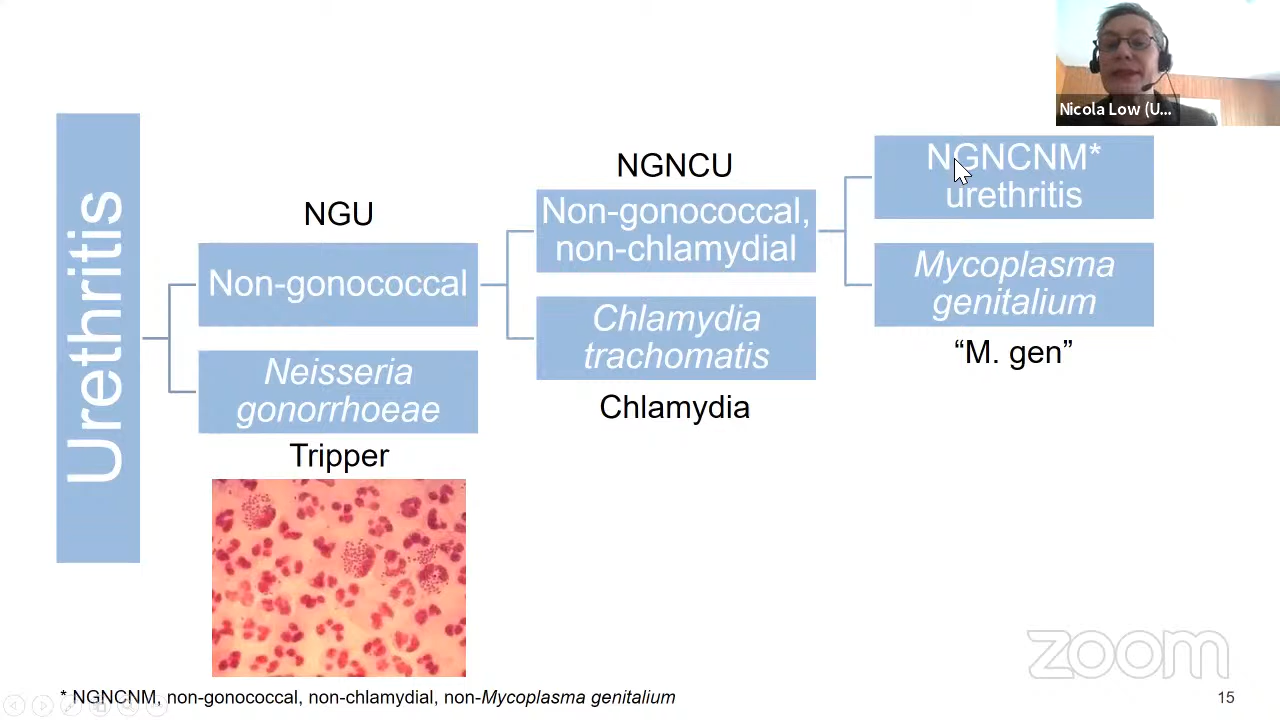 Nicola Low (U...
Urethritis
NGU
Non-gonococcal
Neisseria
gonorrhoeae
Tripper
NGNCU
Non-gonococcal,
non-chlamydial
Chlamydia
trachomatis
Chlamydia
NGNCNM*
urethritis
Mycoplasma
genitalium
“M. gen”
zoom
* NGNCNM, non-gonococcal, non-chlamydial, non-Mycoplasma genitalium
15